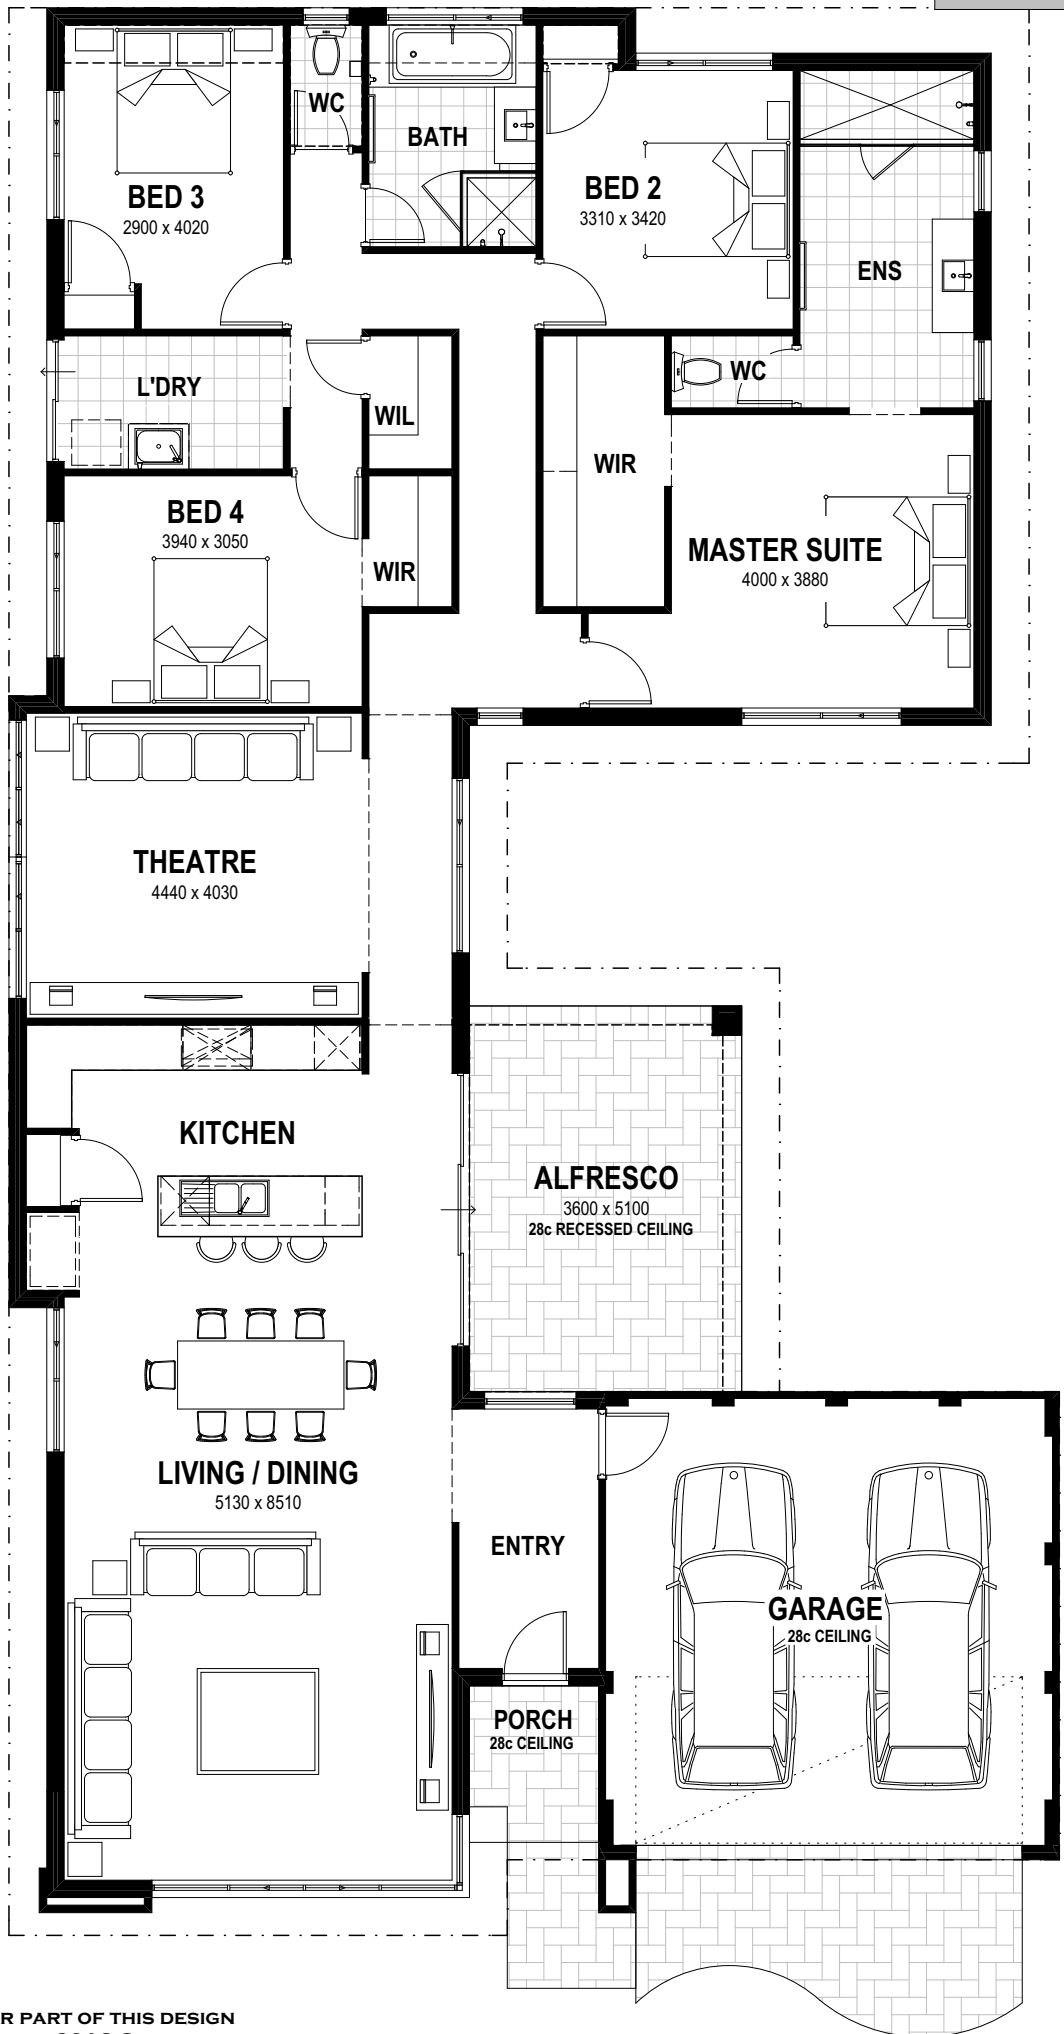 WC
BATH
BED 3
2900 x 4020
BED 2
3310 x 3420
ENS
L'DRY
WIL
WC
WIR
BED 4
3940 x 3050
WIR
MASTER SUITE
4000 x 3880
THEATRE
4440 x 4030
KITCHEN
ALFRESCO
3600 x 5100
28c RECESSED CEILING
LIVING / DINING
5130 x 8510
ENTRY
GARAGE
28c CEILING
PORCH
28c CEILING
R PART OF THIS DESIGN